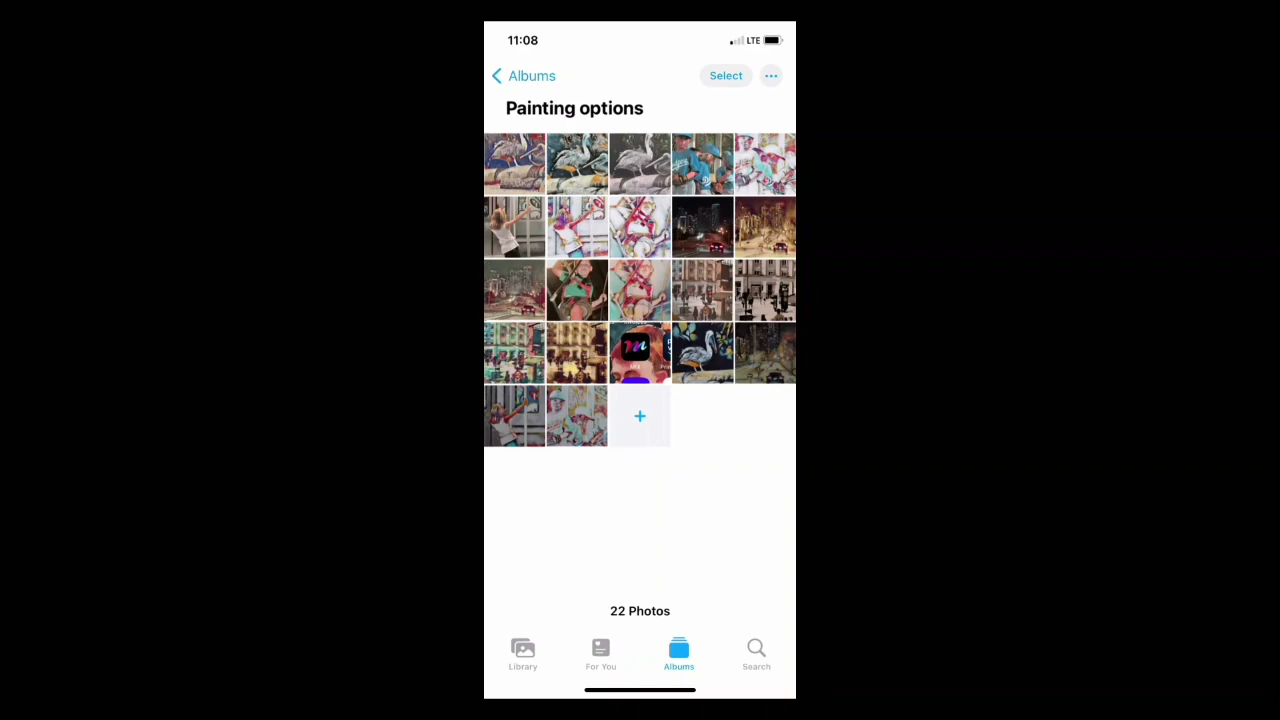 11:08
LTE
Albums
Select
Painting options
22 Photos
Library
For You
Albums
Search